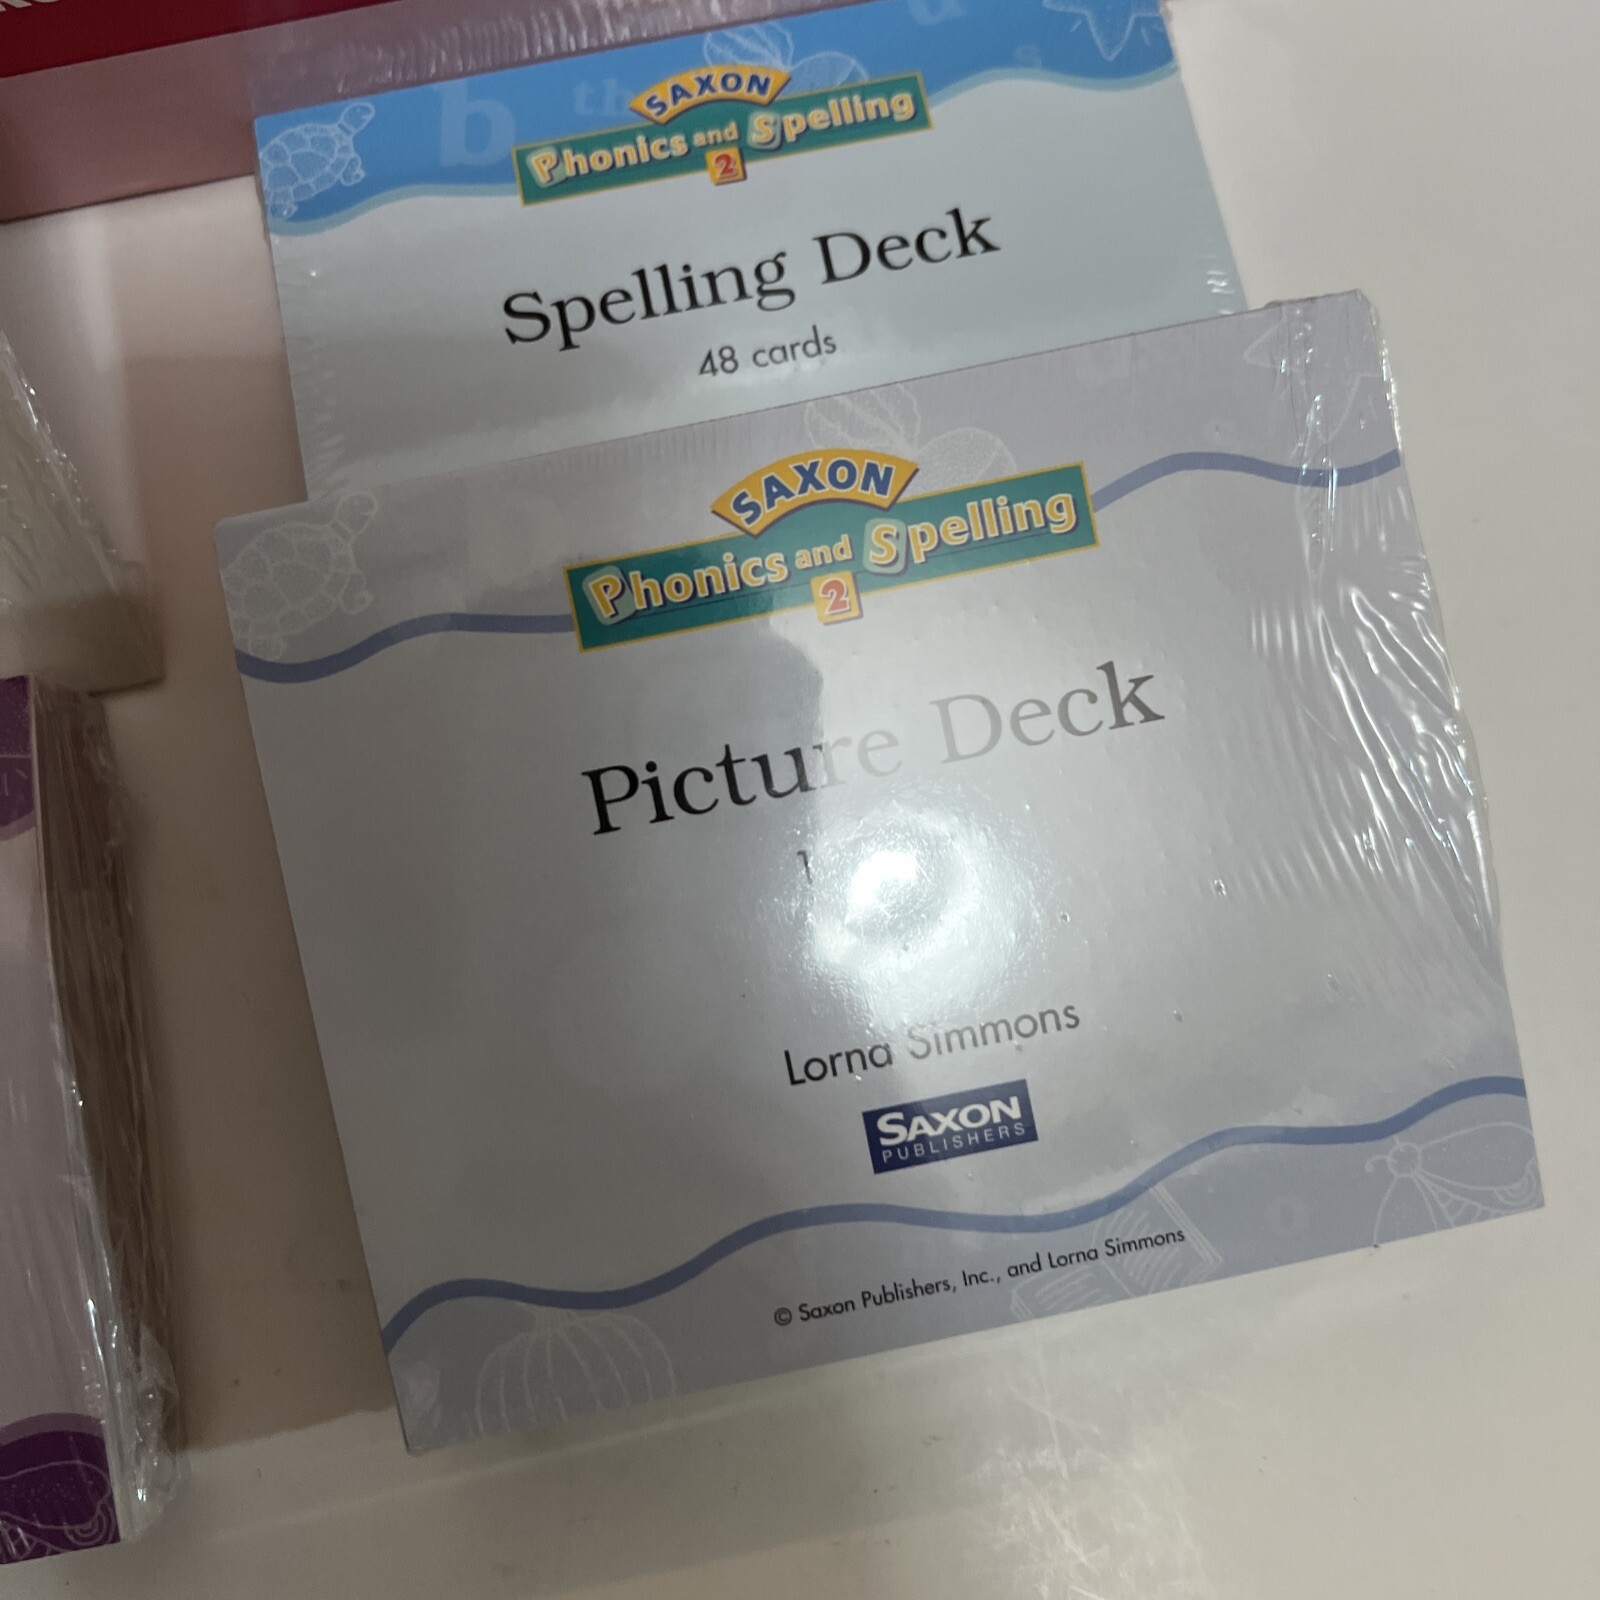 SAXON
Phonics and Spelling
2
Spelling Deck
48 cards
SAXON
Phonics and Spelling
2
Picture Deck
Lorna Simmons
SAXON
PUBLISHERS
© Saxon Publishers, Inc., and Lorna Simmons